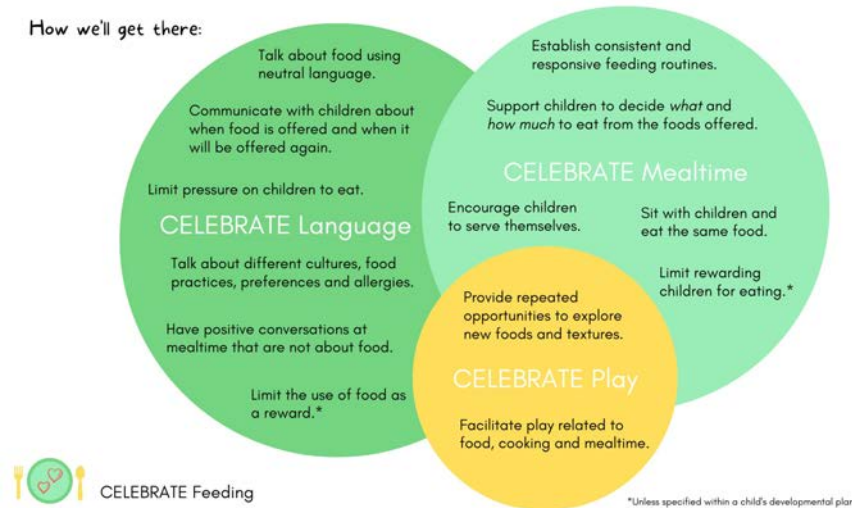 How we'll get there:
Talk about food using
neutral language.
Communicate with children about
when food is offered and when it
will be offered again.
Limit pressure on children to eat.
CELEBRATE Language
Talk about different cultures, food
practices, preferences and allergies.
Have positive conversations at
mealtime that are not about food.
Limit the use of food as
a reward.*
Establish consistent and
responsive feeding routines.
Support children to decide what and
how much to eat from the foods offered.
CELEBRATE Mealtime
Encourage children
to serve themselves.
Sit with children and
eat the same food.
Limit rewarding
children for eating.*
Provide repeated
opportunities to explore
new foods and textures.
CELEBRATE Play
Facilitate play related to
food, cooking and mealtime.
CELEBRATE Feeding
*Unless specified within a child's developmental plan